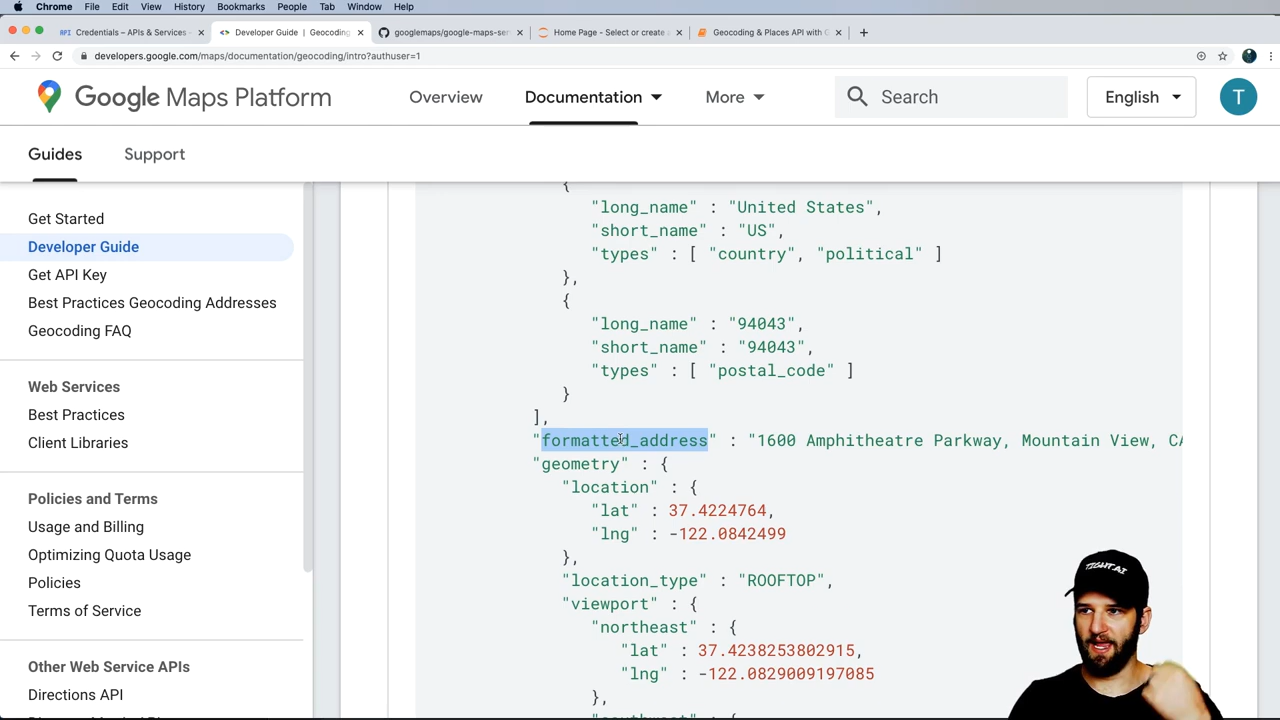 Chrome File Edit View History Bookmarks People Tab Window Help
Credentials – APIs & Services - Developer Guide | Geocoding googlemaps/google-maps-ser Home Page - Select or create Geocoding & Places API with G
developers.google.com/maps/documentation/geocoding/intro?authuser=1
Google Maps Platform Overview Documentation More Search English T
Guides Support
Get Started
Developer Guide
Get API Key
Best Practices Geocoding Addresses
Geocoding FAQ
Web Services
Best Practices
Client Libraries
Policies and Terms
Usage and Billing
Optimizing Quota Usage
Policies
Terms of Service
Other Web Service APIs
Directions API
{
"long_name" : "United States",
"short_name" : "US",
"types" : [ "country", "political" ]
},
{
"long_name" : "94043",
"short_name" : "94043",
"types" : [ "postal_code" ]
}
],
"formatted_address" : "1600 Amphitheatre Parkway, Mountain View, CA
"geometry" : {
"location" : {
"lat" : 37.4224764,
"lng" : -122.0842499
},
"location_type" : "ROOFTOP",
"viewport" : {
"northeast" : {
"lat" : 37.4238253802915,
"lng" : -122.0829009197085
},